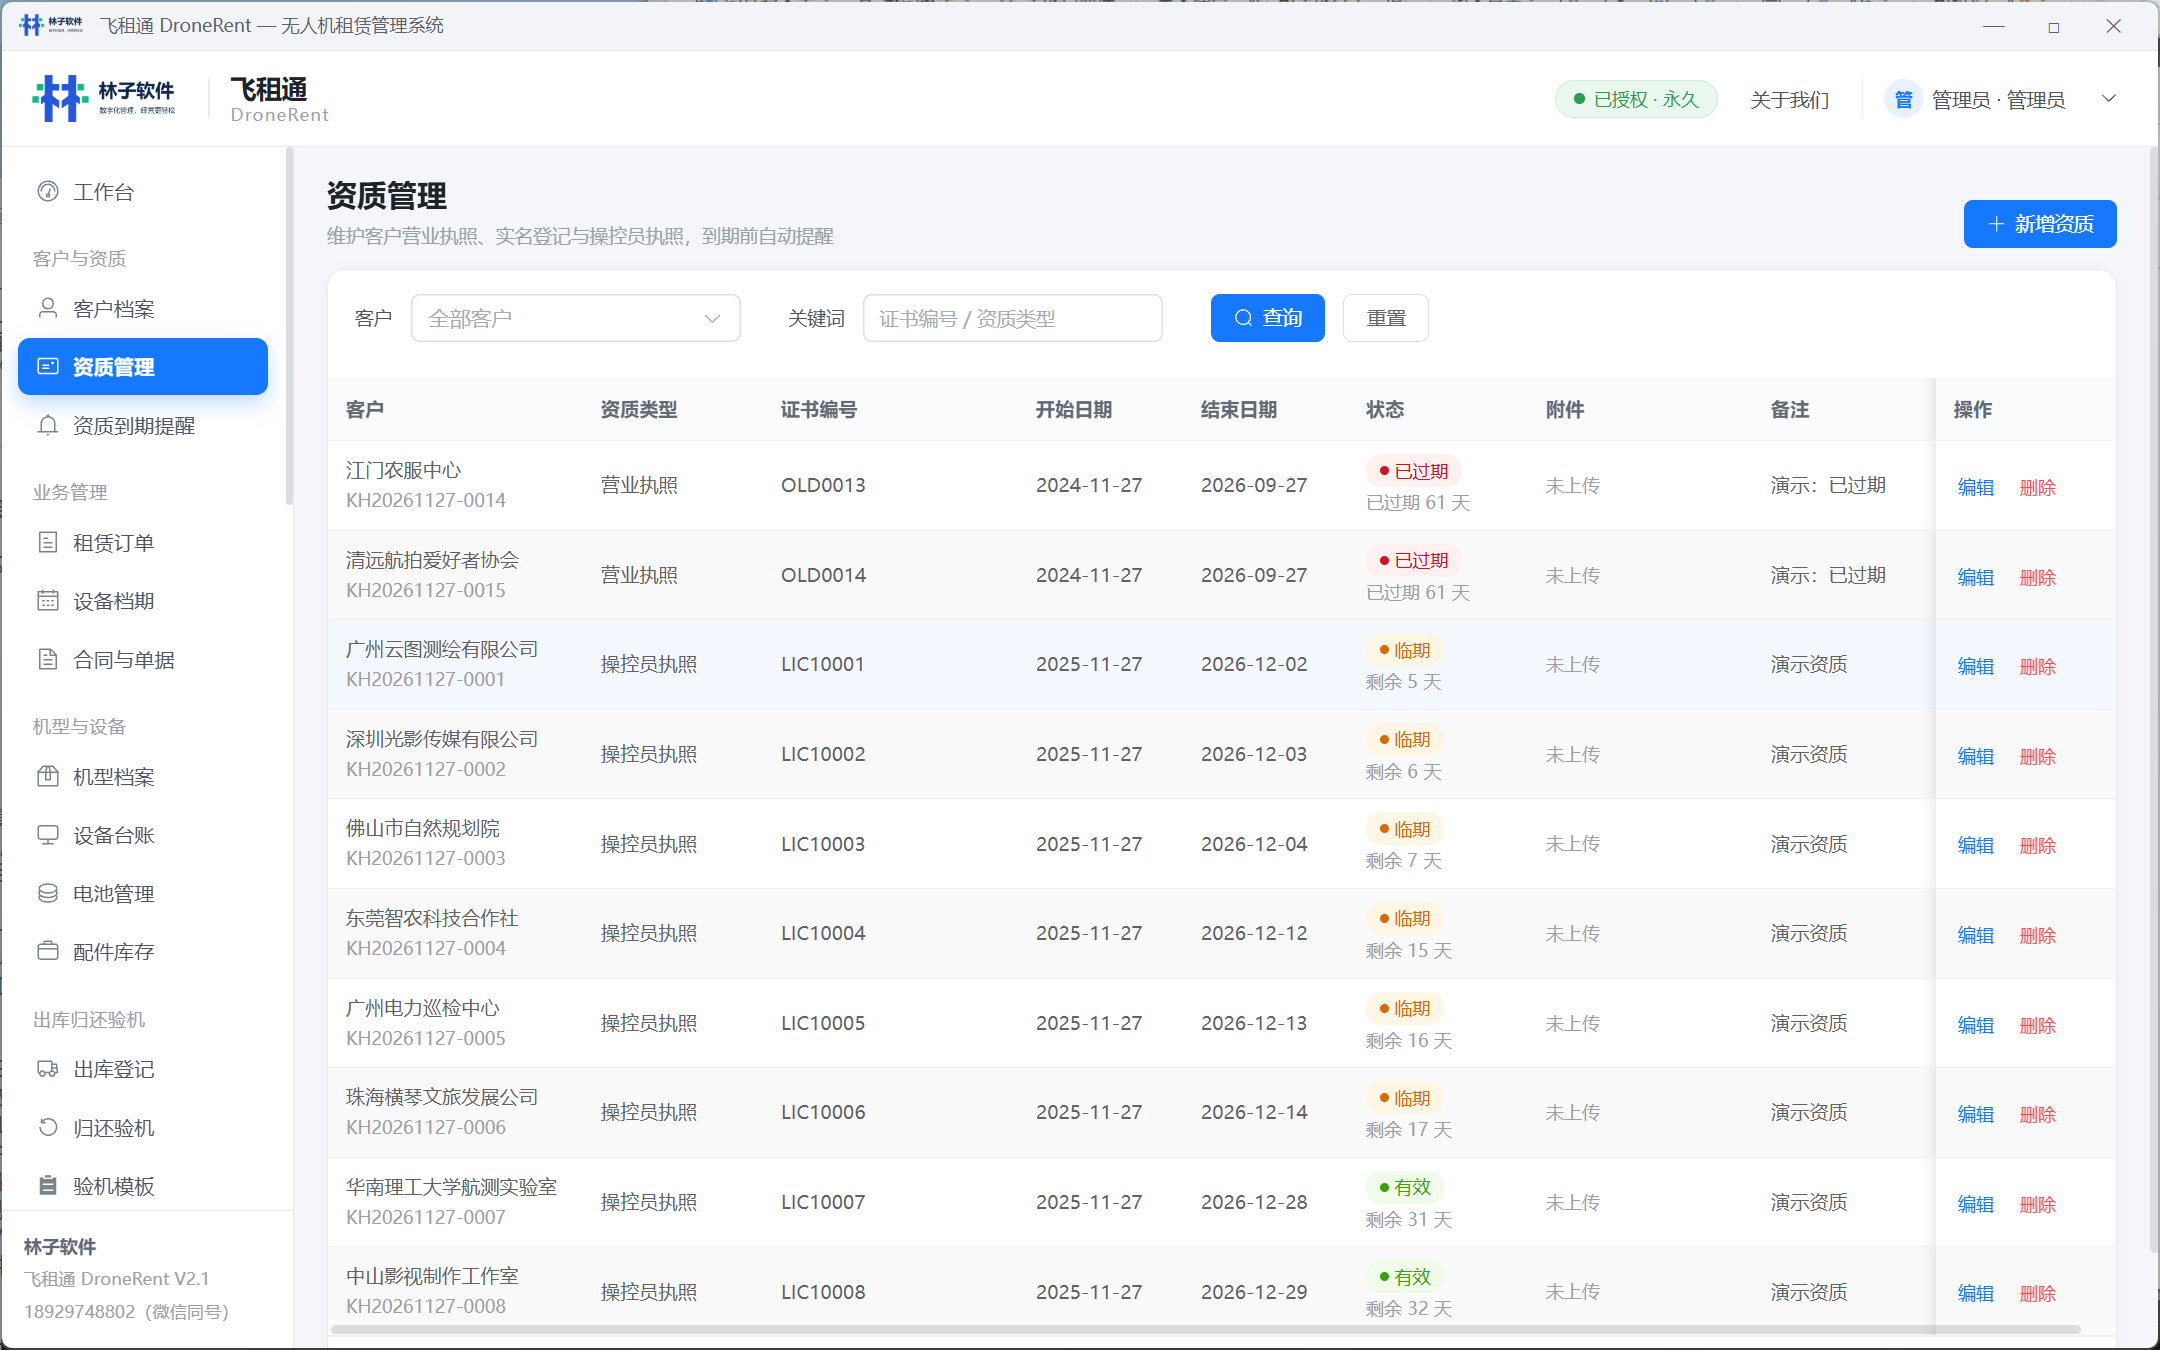 林子软件 飞租通 DroneRent — 无人机租赁管理系统
林子软件
数字化管理，经营更轻松
飞租通
DroneRent
已授权 · 永久
关于我们
管 管理员 · 管理员
工作台
客户与资质
客户档案
资质管理
资质到期提醒
业务管理
租赁订单
设备档期
合同与单据
机型与设备
机型档案
设备台账
电池管理
配件库存
出库归还验机
出库登记
归还验机
验机模板
林子软件
飞租通 DroneRent V2.1
18929748802（微信同号）
资质管理
维护客户营业执照、实名登记与操控员执照，到期前自动提醒
新增资质
客户 全部客户 关键词 证书编号 / 资质类型 查询 重置
客户 资质类型 证书编号 开始日期 结束日期 状态 附件 备注 操作
江门农服中心
KH20261127-0014
营业执照 OLD0013 2024-11-27 2026-09-27
已过期
已过期 61 天
未上传 演示：已过期 编辑 删除
清远航拍爱好者协会
KH20261127-0015
营业执照 OLD0014 2024-11-27 2026-09-27
已过期
已过期 61 天
未上传 演示：已过期 编辑 删除
广州云图测绘有限公司
KH20261127-0001
操控员执照 LIC10001 2025-11-27 2026-12-02
临期
剩余 5 天
未上传 演示资质 编辑 删除
深圳光影传媒有限公司
KH20261127-0002
操控员执照 LIC10002 2025-11-27 2026-12-03
临期
剩余 6 天
未上传 演示资质 编辑 删除
佛山市自然规划院
KH20261127-0003
操控员执照 LIC10003 2025-11-27 2026-12-04
临期
剩余 7 天
未上传 演示资质 编辑 删除
东莞智农科技合作社
KH20261127-0004
操控员执照 LIC10004 2025-11-27 2026-12-12
临期
剩余 15 天
未上传 演示资质 编辑 删除
广州电力巡检中心
KH20261127-0005
操控员执照 LIC10005 2025-11-27 2026-12-13
临期
剩余 16 天
未上传 演示资质 编辑 删除
珠海横琴文旅发展公司
KH20261127-0006
操控员执照 LIC10006 2025-11-27 2026-12-14
临期
剩余 17 天
未上传 演示资质 编辑 删除
华南理工大学航测实验室
KH20261127-0007
操控员执照 LIC10007 2025-11-27 2026-12-28
有效
剩余 31 天
未上传 演示资质 编辑 删除
中山影视制作工作室
KH20261127-0008
操控员执照 LIC10008 2025-11-27 2026-12-29
有效
剩余 32 天
未上传 演示资质 编辑 删除